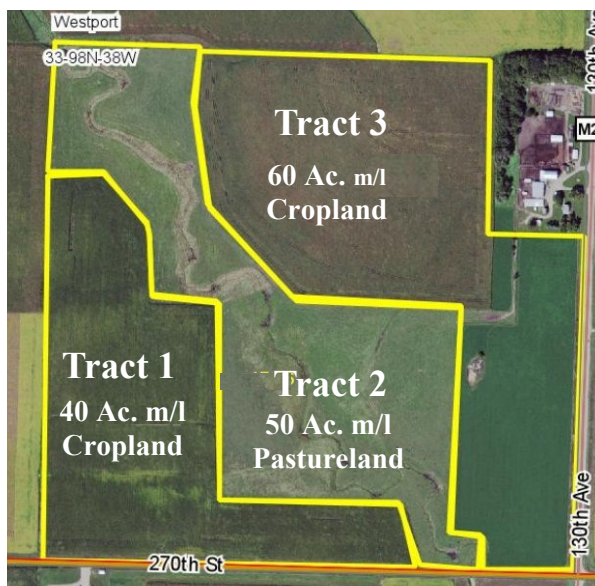 Westport
33-98N-38W
130th Ave
M2
Tract 3
60 Ac. m/l
Cropland
Tract 1
40 Ac. m/l
Cropland
Tract 2
50 Ac. m/l
Pastureland
130th Ave
270th St